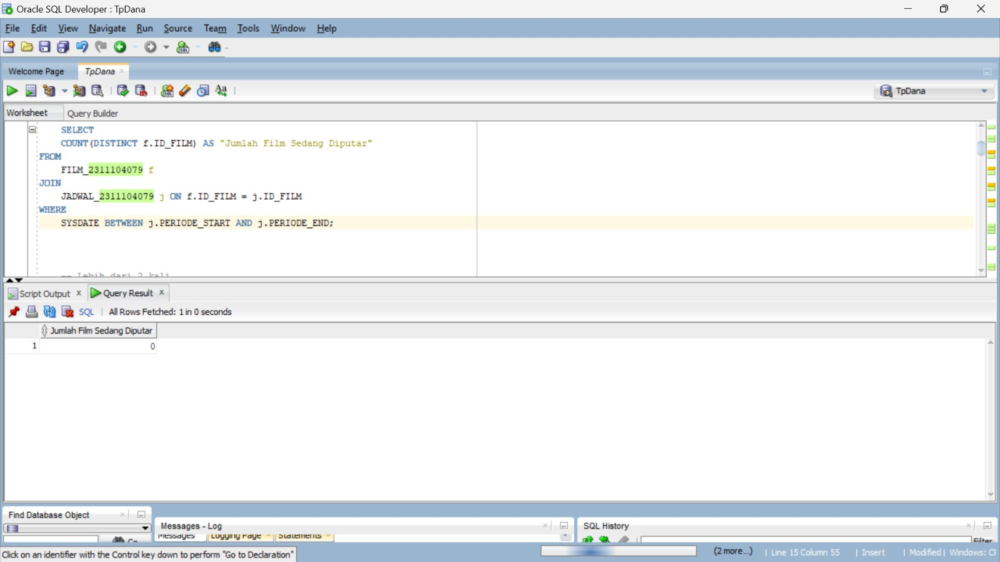 Oracle SQL Developer : TpDana
File Edit View Navigate Run Source Team Tools Window Help
Welcome Page TpDana
TpDana
Worksheet Query Builder
SELECT
COUNT(DISTINCT f.ID_FILM) AS "Jumlah Film Sedang Diputar"
FROM
FILM_2311104079 f
JOIN
JADWAL_2311104079 j ON f.ID_FILM = j.ID_FILM
WHERE
SYSDATE BETWEEN j.PERIODE_START AND j.PERIODE_END;
-- Lebih dari 2 kali
Script Output Query Result
SQL | All Rows Fetched: 1 in 0 seconds
Jumlah Film Sedang Diputar
1 0
Find Database Object
Messages - Log
SQL History
Messages Logging Page Statements
Filter
Click on an identifier with the Control key down to perform "Go to Declaration"
(2 more...) | Line 15 Column 55 | Insert | Modified | Windows: